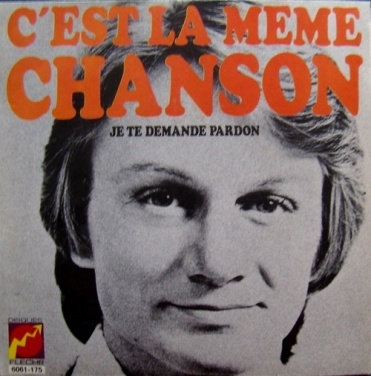 C'EST LA MEME
CHANSON
JE TE DEMANDE PARDON
DISQUES
FLECHE
6061-175